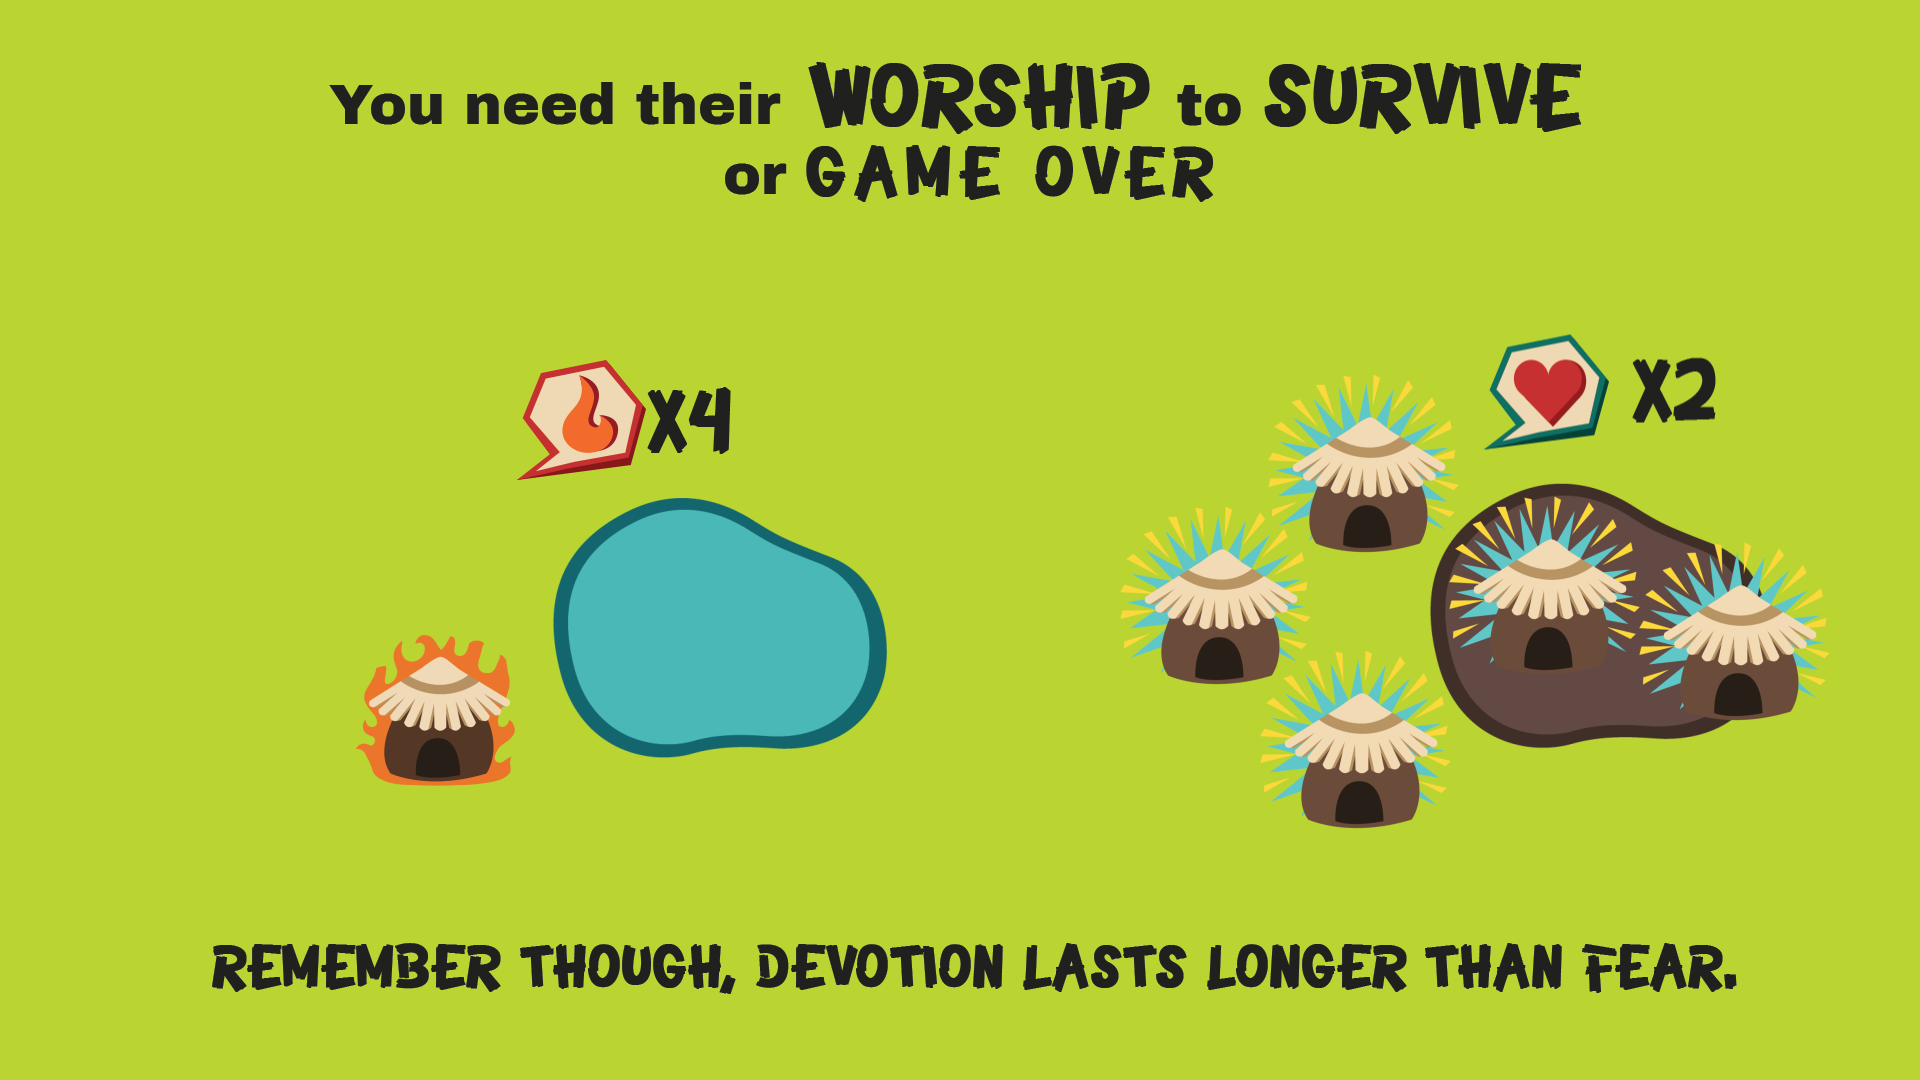 You need their WORSHIP to SURVIVE
or GAME OVER
X4
X2
REMEMBER THOUGH, DEVOTION LASTS LONGER THAN FEAR.